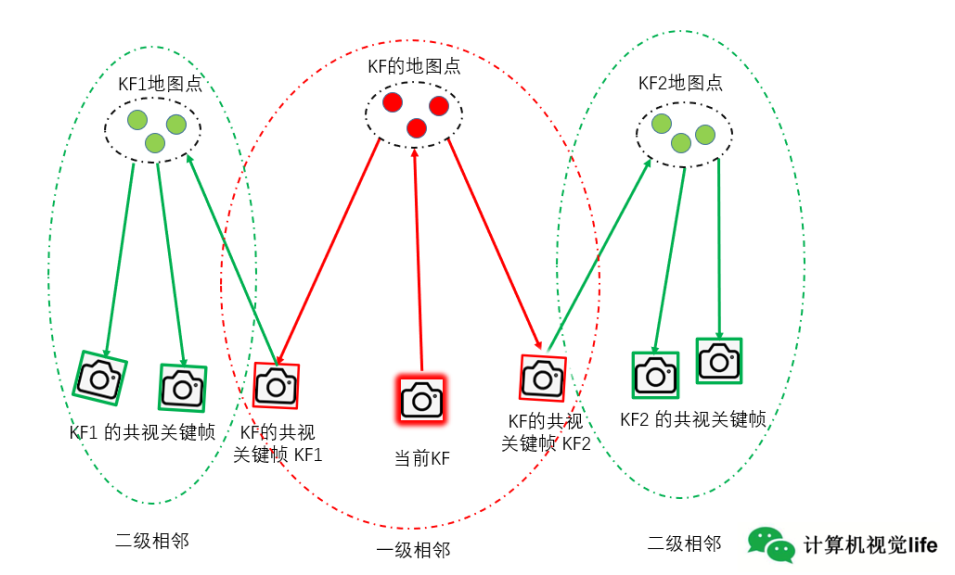 KF的地图点
KF1地图点
KF2地图点
KF1 的共视关键帧
KF的共视
关键帧 KF1
当前KF
KF的共视
关键帧 KF2
KF2 的共视关键帧
二级相邻
一级相邻
二级相邻
计算机视觉life